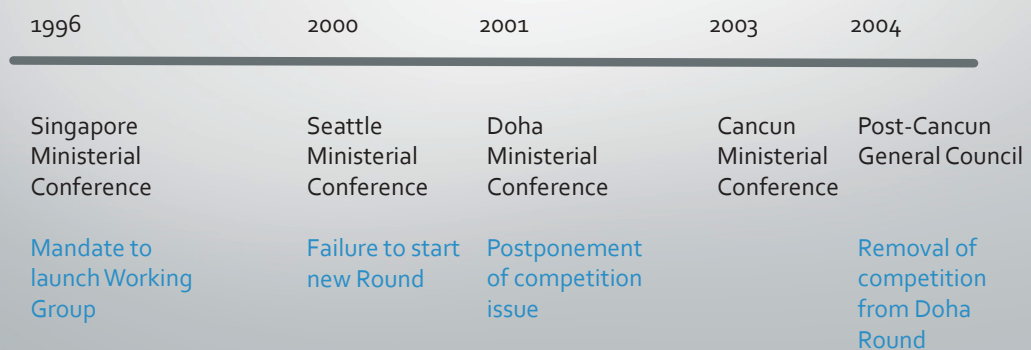 1996
2000
2001
2003
2004
Singapore
Ministerial
Conference
Seattle
Ministerial
Conference
Doha
Ministerial
Conference
Cancun
Ministerial
Conference
Post-Cancun
General Council
Mandate to
launch Working
Group
Failure to start
new Round
Postponement
of competition
issue
Removal of
competition
from Doha
Round